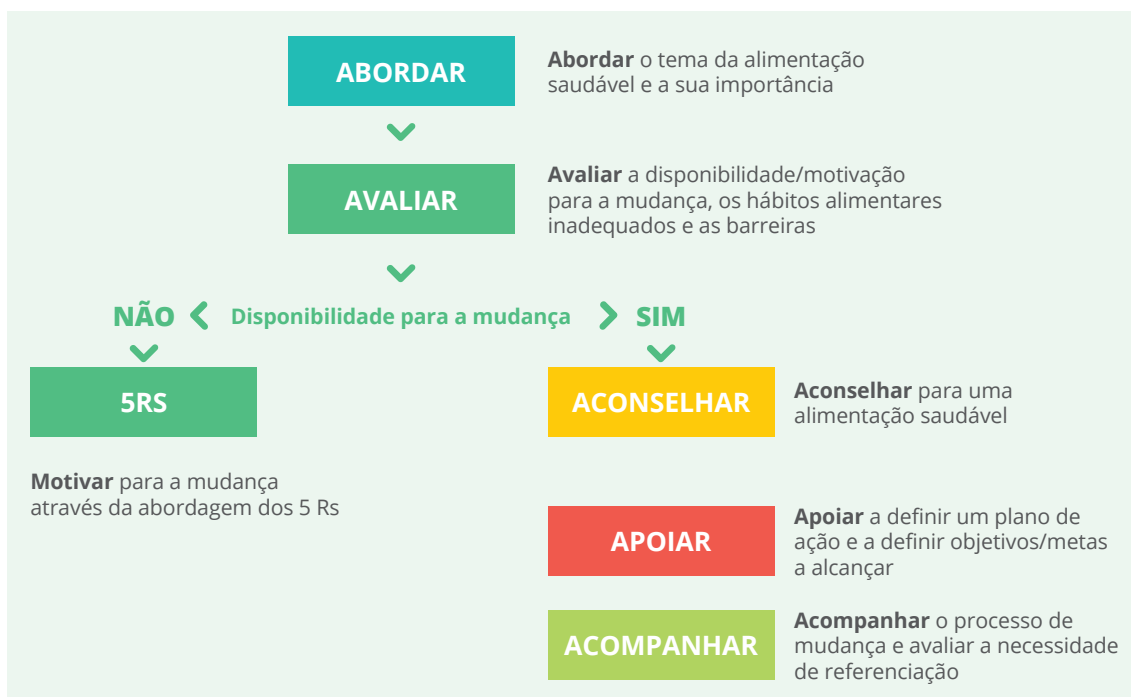 ABORDAR
Abordar o tema da alimentação
saudável e a sua importância
AVALIAR
Avaliar a disponibilidade/motivação
para a mudança, os hábitos alimentares
inadequados e as barreiras
NÃO Disponibilidade para a mudança SIM
5RS
Motivar para a mudança
através da abordagem dos 5 Rs
ACONSELHAR
Aconselhar para uma
alimentação saudável
APOIAR
Apoiar a definir um plano de
ação e a definir objetivos/metas
a alcançar
ACOMPANHAR
Acompanhar o processo de
mudança e avaliar a necessidade
de referenciação